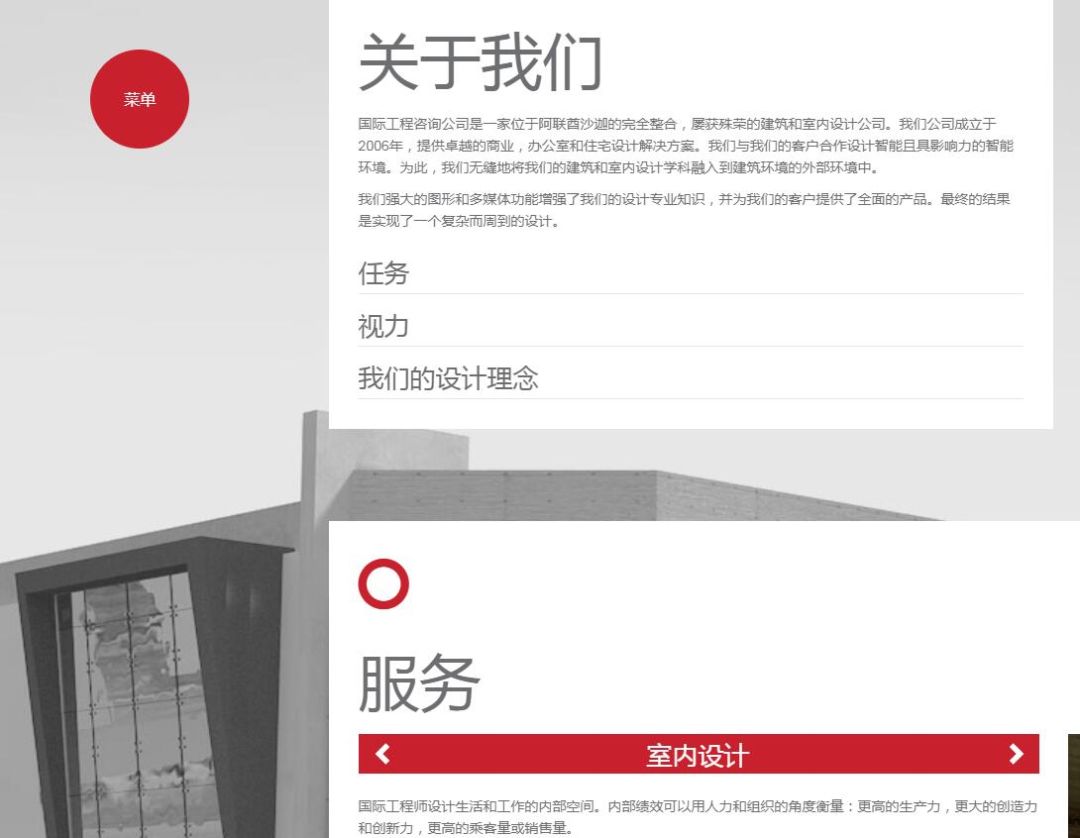 菜单
关于我们
国际工程咨询公司是一家位于阿联酋沙迦的完全整合，屡获殊荣的建筑和室内设计公司。我们公司成立于
2006年，提供卓越的商业，办公室和住宅设计解决方案。我们与我们的客户合作设计智能且具影响力的智能
环境。为此，我们无缝地将我们的建筑和室内设计学科融入到建筑环境的外部环境中。
我们强大的图形和多媒体功能增强了我们的设计专业知识，并为我们的客户提供了全面的产品。最终的结果
是实现了一个复杂而周到的设计。
任务
视力
我们的设计理念
服务
室内设计
国际工程师设计生活和工作的内部空间。内部绩效可以用人力和组织的角度衡量：更高的生产力，更大的创造力
和创新力，更高的乘客量或销售量。